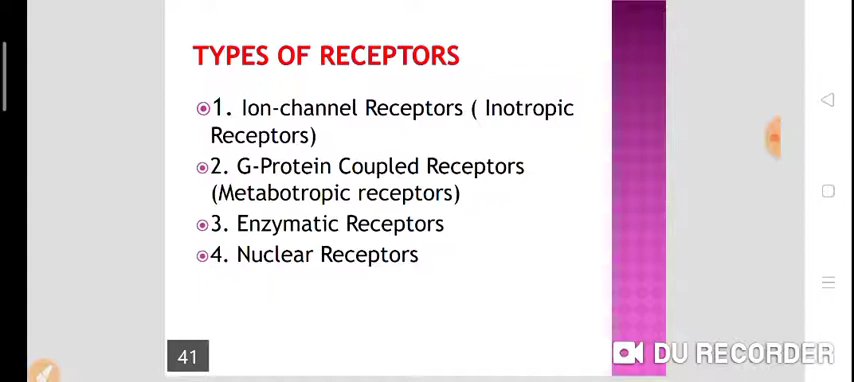 TYPES OF RECEPTORS
1. Ion-channel Receptors ( Inotropic
Receptors)
2. G-Protein Coupled Receptors
(Metabotropic receptors)
3. Enzymatic Receptors
4. Nuclear Receptors
41
DU RECORDER